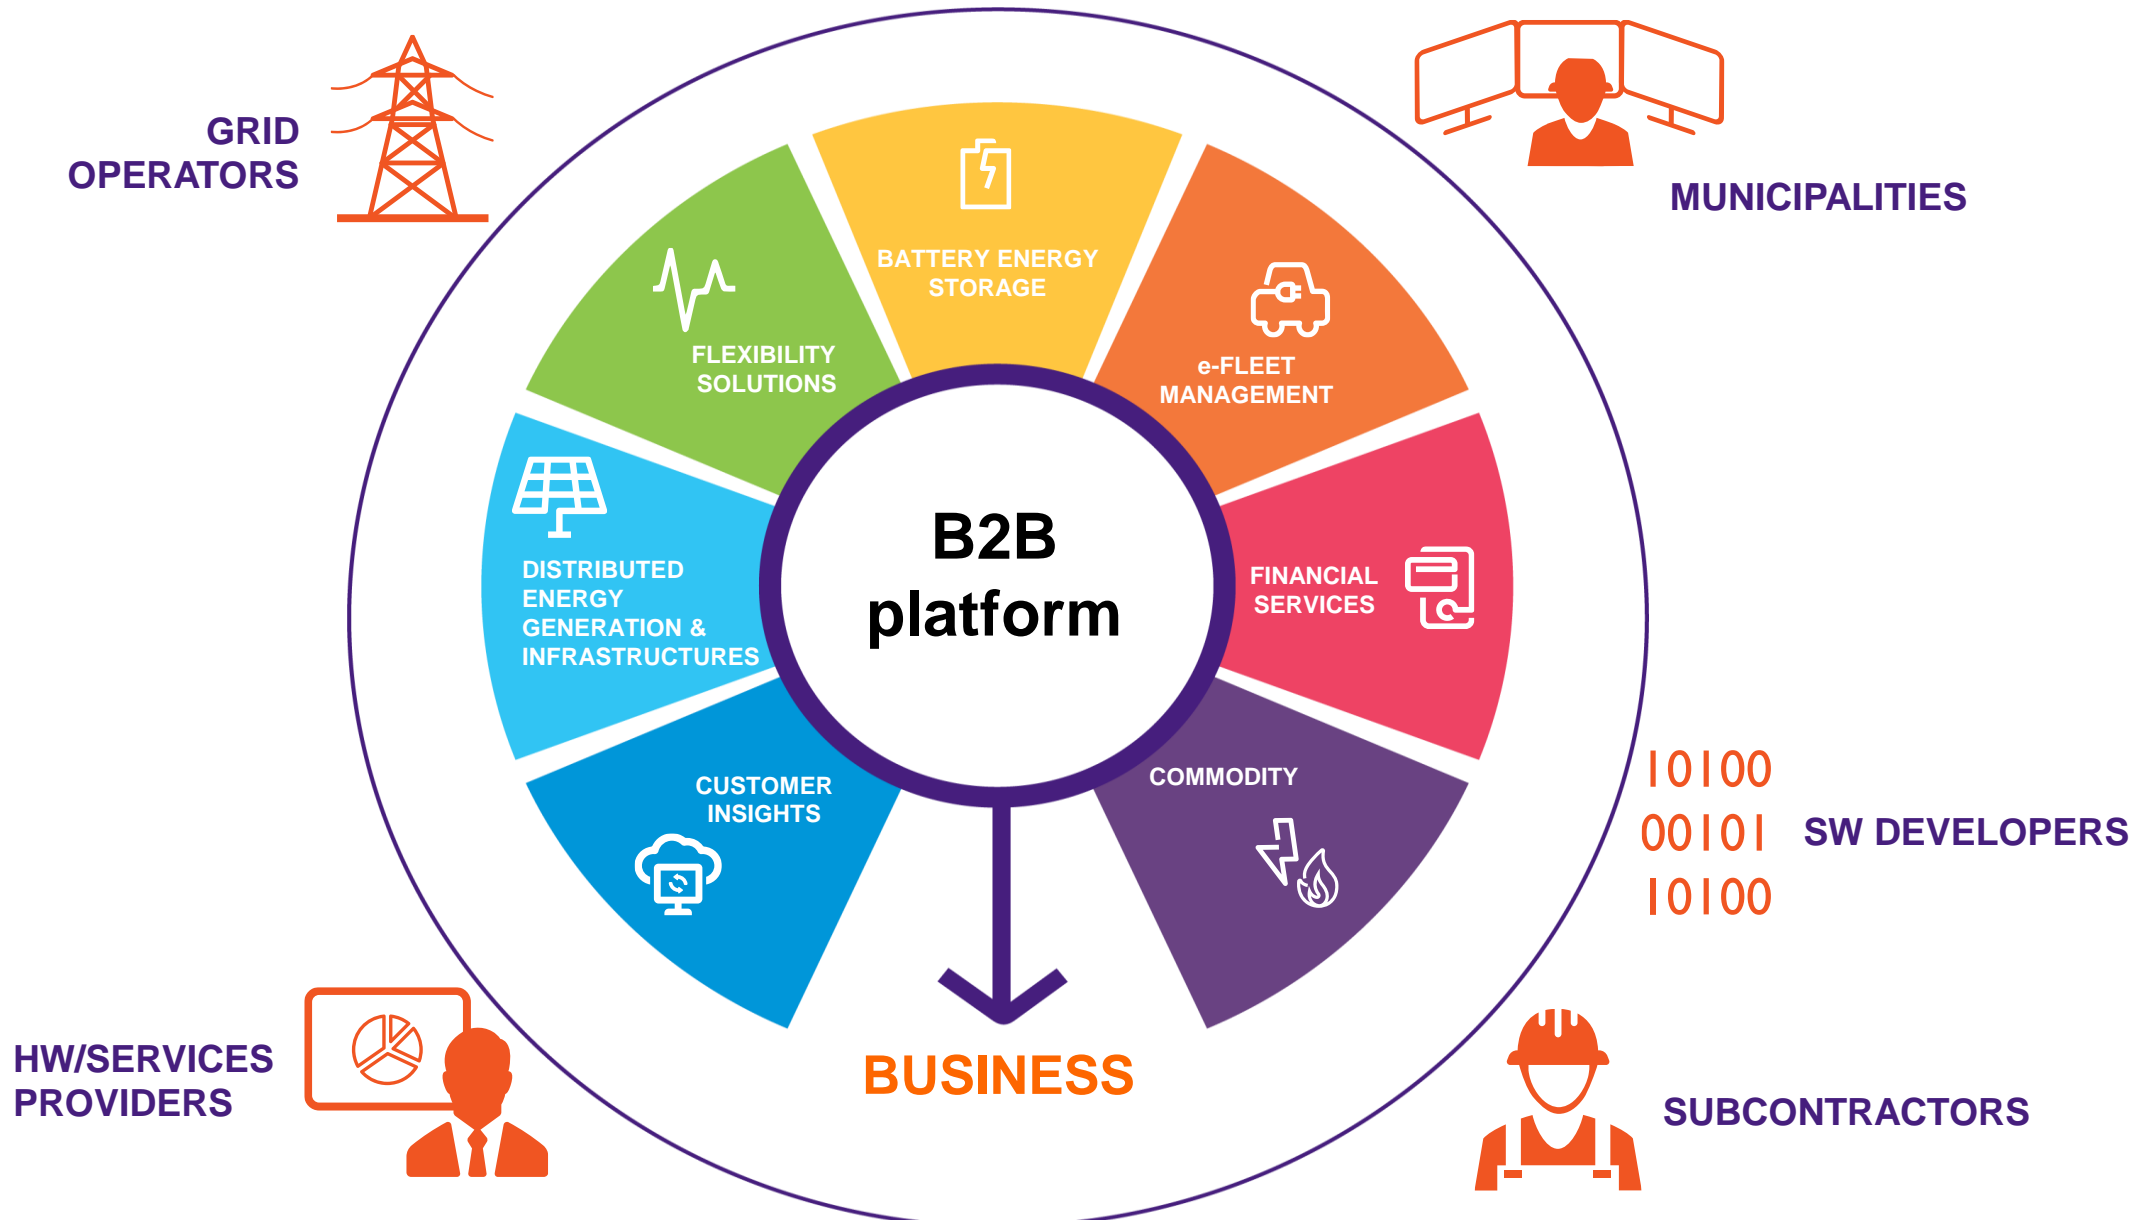 GRID
OPERATORS
MUNICIPALITIES
BATTERY ENERGY
STORAGE
FLEXIBILITY
SOLUTIONS
e-FLEET
MANAGEMENT
DISTRIBUTED
ENERGY
GENERATION &
INFRASTRUCTURES
B2B
platform
FINANCIAL
SERVICES
CUSTOMER
INSIGHTS
COMMODITY
10100
00101
10100
SW DEVELOPERS
HW/SERVICES
PROVIDERS
BUSINESS
SUBCONTRACTORS